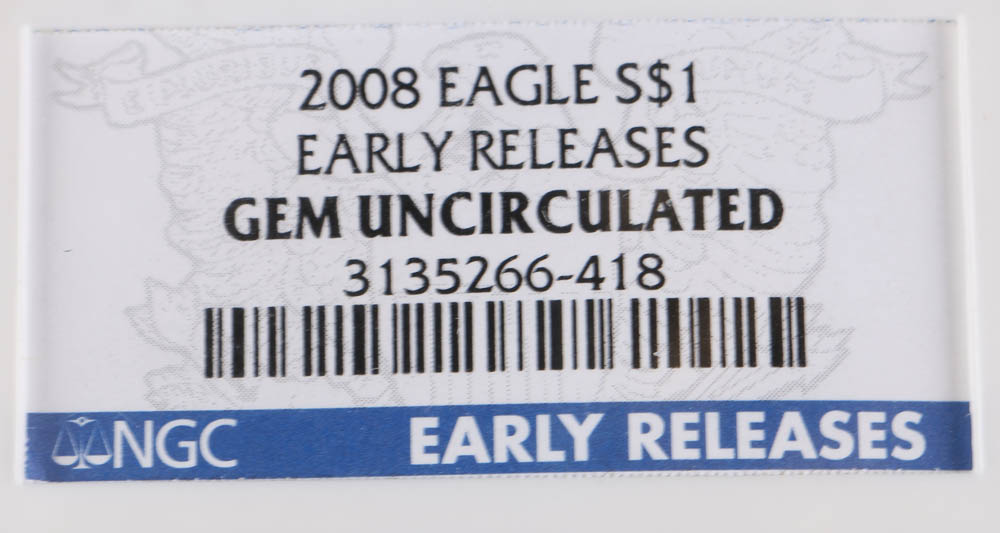 2008 EAGLE S$1
EARLY RELEASES
GEM UNCIRCULATED
3135266-418
NGC EARLY RELEASES